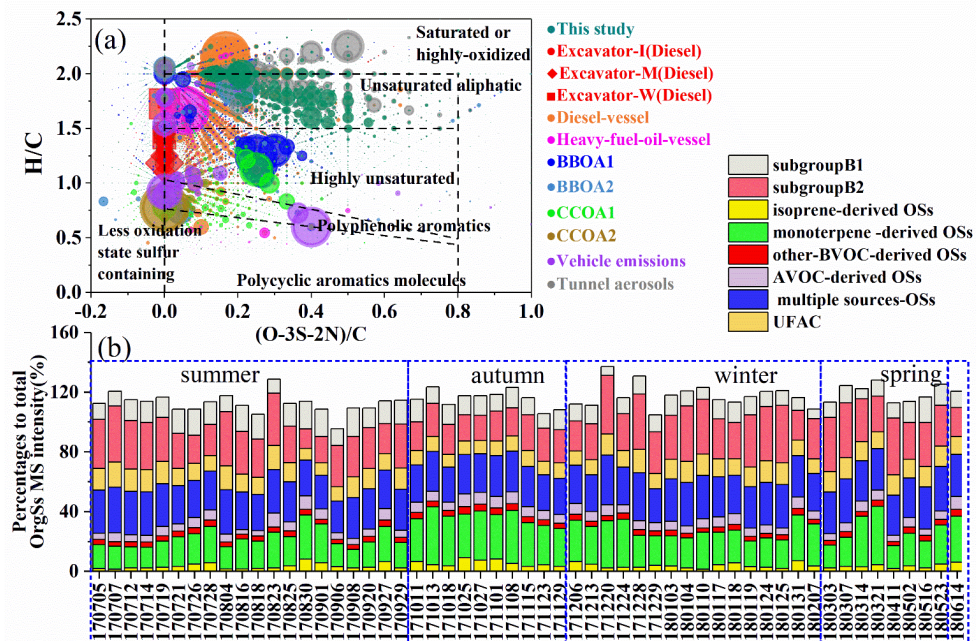 2.5
2.0
1.5
1.0
0.5
0.0
H/C
(a)
Saturated or
highly-oxidized
Unsaturated aliphatic
Highly unsaturated
Polyphenolic aromatics
Less oxidation
state sulfur
containing
Polycyclic aromatics molecules
-0.2 0.0 0.2 0.4 0.6 0.8 1.0
(O-3S-2N)/C
This study
Excavator-I(Diesel)
Excavator-M(Diesel)
Excavator-W(Diesel)
Diesel-vessel
Heavy-fuel-oil-vessel
BBOA1
BBOA2
CCOA1
CCOA2
Vehicle emissions
Tunnel aerosols
subgroupB1
subgroupB2
isoprene-derived OSs
monoterpene -derived OSs
other-BVOC-derived OSs
AVOC-derived OSs
multiple sources-OSs
UFAC
160
120
80
40
0
Percentages to total
OrgSs MS intensity(%)
(b)
summer
autumn
winter
spring
170705
170707
170712
170714
170719
170721
170726
170728
170804
170816
170818
170823
170825
170830
170901
170906
170908
170920
170927
170929
171011
171013
171018
171025
171027
171101
171108
171115
171123
171129
171206
171213
171220
171224
171228
171229
180103
180104
180110
180117
180118
180119
180124
180125
180131
180207
180303
180307
180314
180321
180411
180502
180516
180523
180614